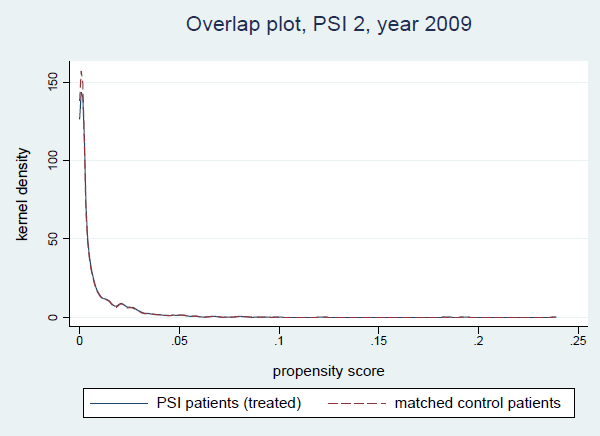 Overlap plot, PSI 2, year 2009
kernel density
150
100
50
0
0 .05 .1 .15 .2 .25
propensity score
PSI patients (treated) matched control patients